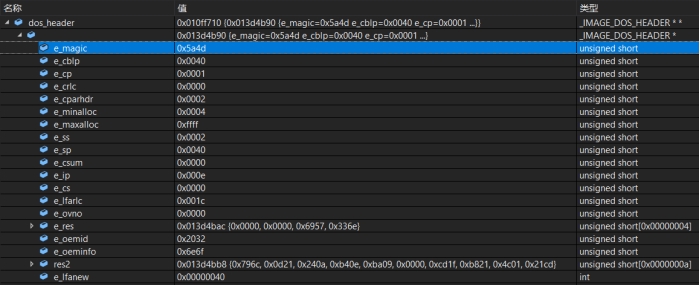 名称 值 类型
dos_header 0x010ff710 {0x013d4b90 {e_magic=0x5a4d e_cblp=0x0040 e_cp=0x0001 ...}} _IMAGE_DOS_HEADER * *
0x013d4b90 {e_magic=0x5a4d e_cblp=0x0040 e_cp=0x0001 ...} _IMAGE_DOS_HEADER *
e_magic 0x5a4d unsigned short
e_cblp 0x0040 unsigned short
e_cp 0x0001 unsigned short
e_crlc 0x0000 unsigned short
e_cparhdr 0x0002 unsigned short
e_minalloc 0x0004 unsigned short
e_maxalloc 0xffff unsigned short
e_ss 0x0002 unsigned short
e_sp 0x0040 unsigned short
e_csum 0x0000 unsigned short
e_ip 0x000e unsigned short
e_cs 0x0000 unsigned short
e_lfarlc 0x001c unsigned short
e_ovno 0x0000 unsigned short
e_res 0x013d4bac {0x0000, 0x0000, 0x6957, 0x336e} unsigned short[0x00000004]
e_oemid 0x2032 unsigned short
e_oeminfo 0x6e6f unsigned short
res2 0x013d4bb8 {0x796c, 0x0d21, 0x240a, 0xb40e, 0xba09, 0x0000, 0xcd1f, 0xb821, 0x4c01, 0x21cd} unsigned short[0x0000000a]
e_lfanew 0x00000040 int